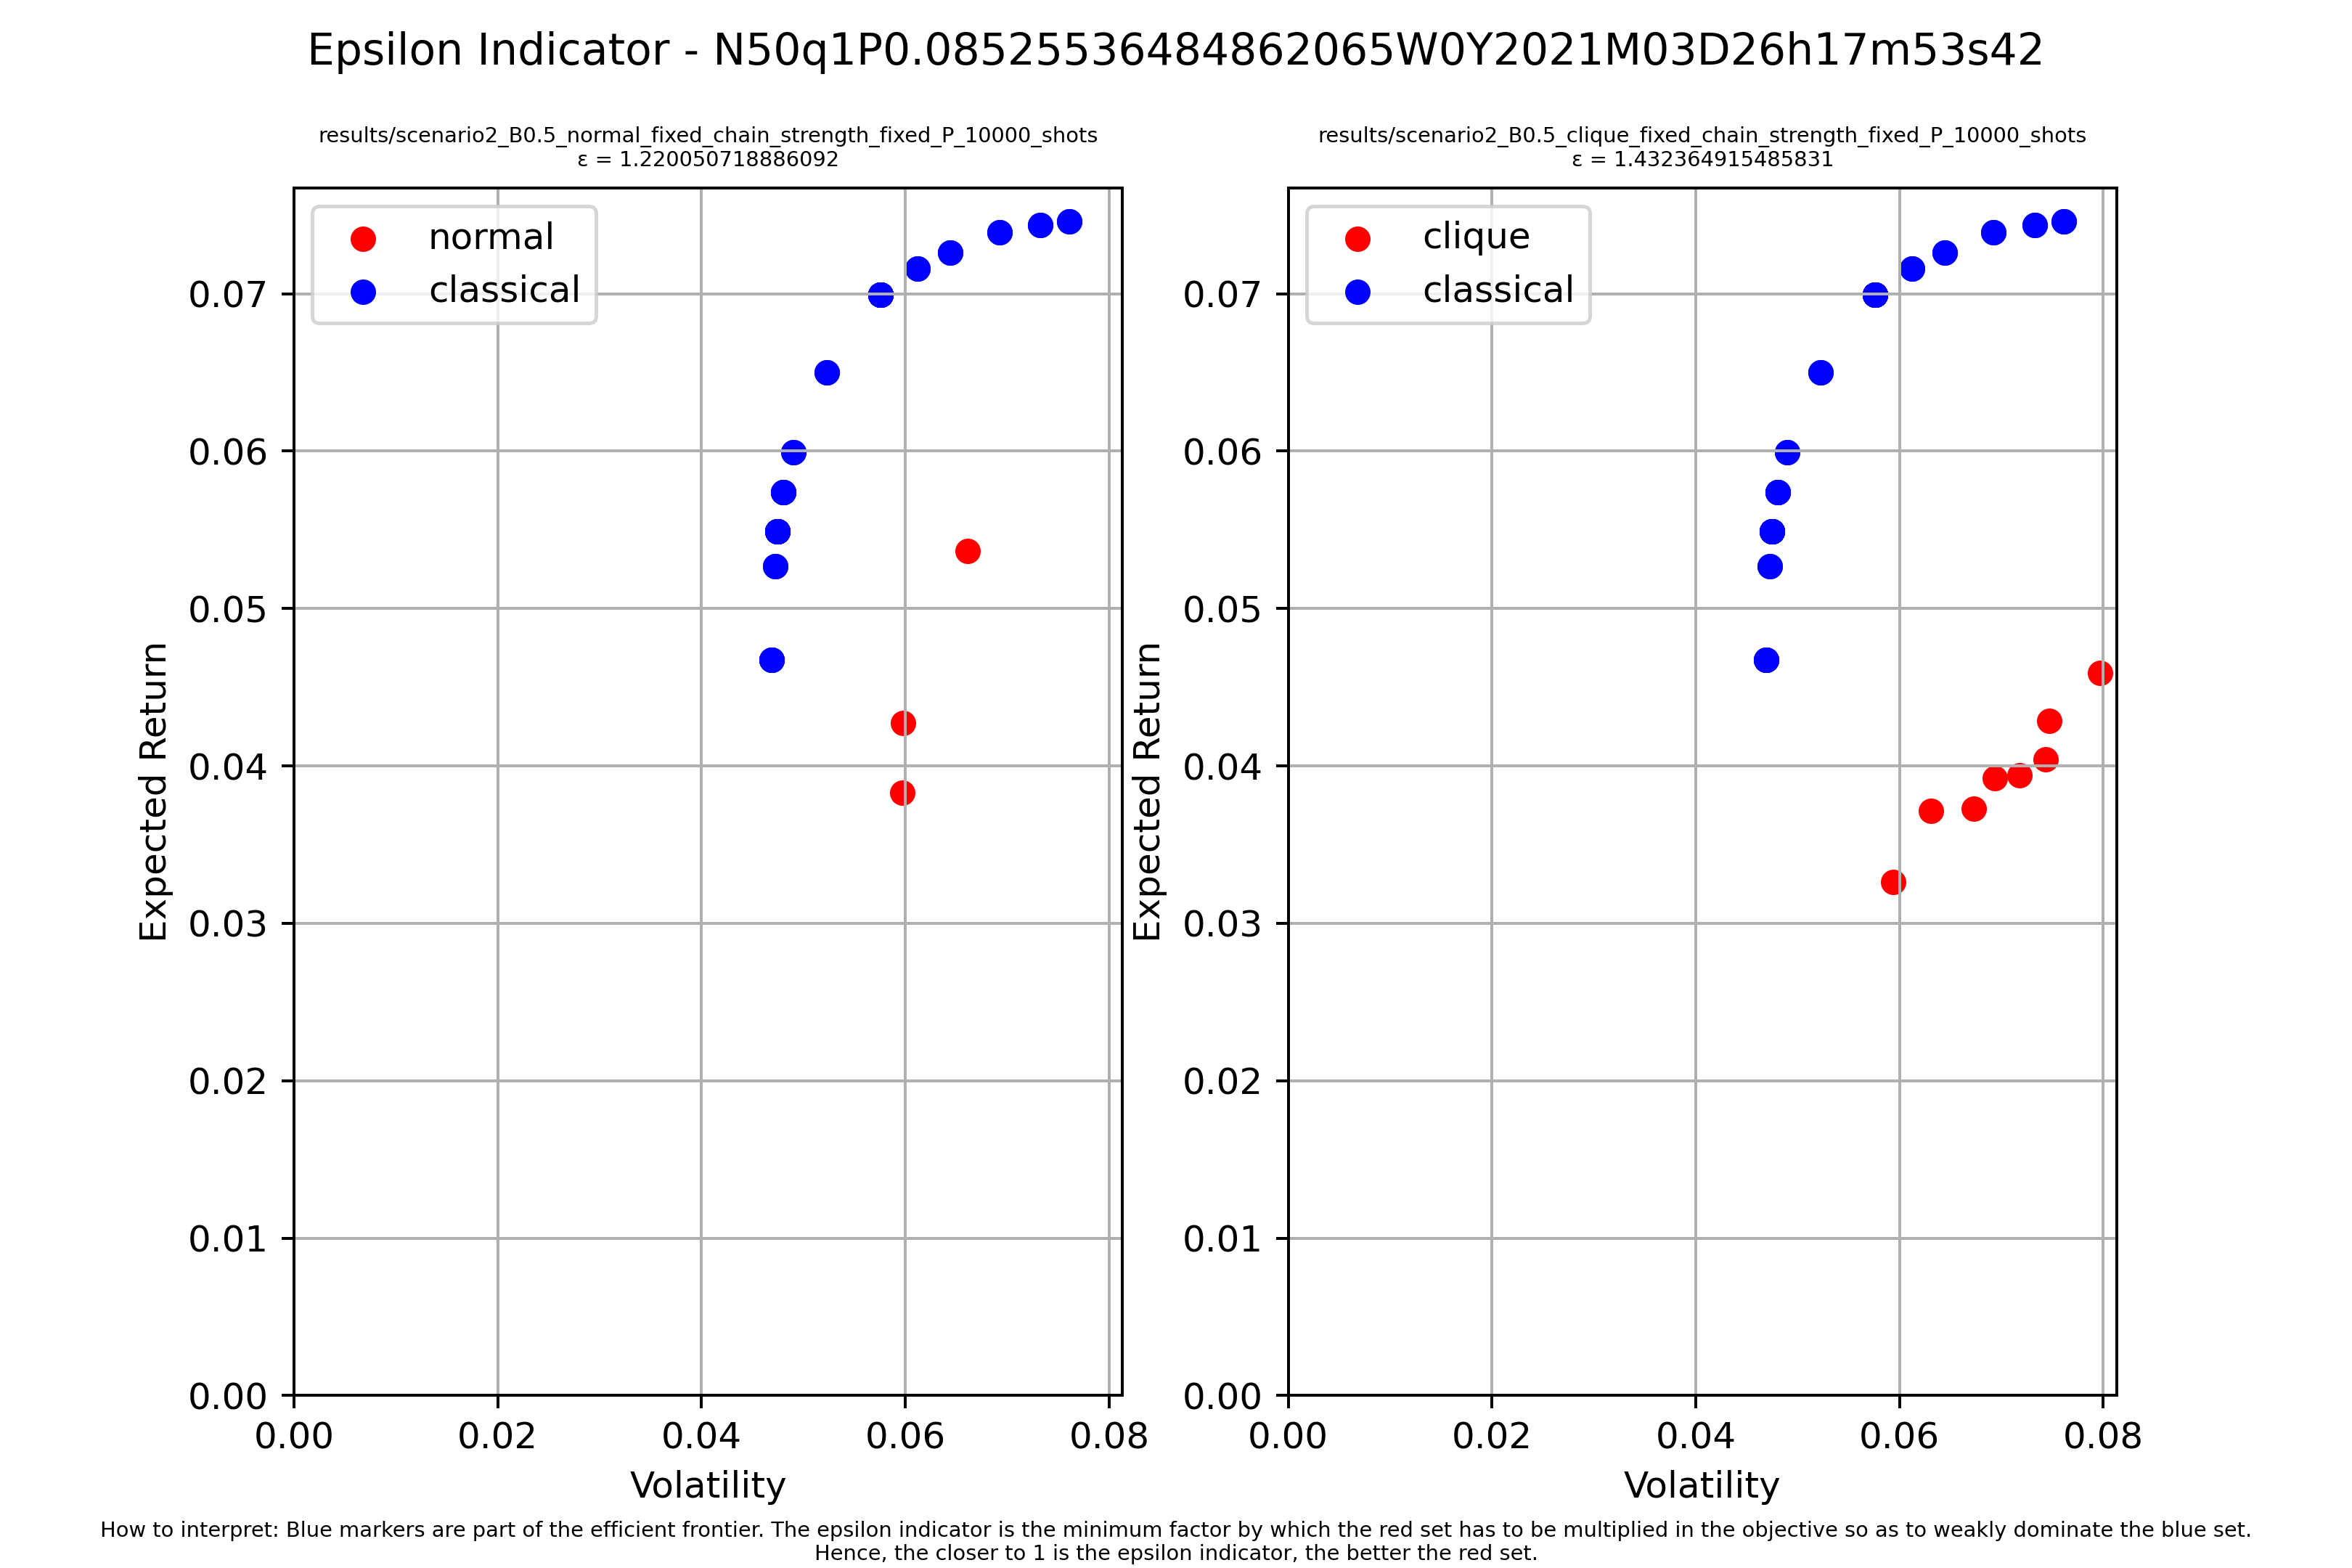 Epsilon Indicator - N50q1P0.08525536484862065W0Y2021M03D26h17m53s42
results/scenario2_B0.5_normal_fixed_chain_strength_fixed_P_10000_shots
ε = 1.220050718886092
normal
classical
0.07
0.06
0.05
0.04
0.03
0.02
0.01
0.00
Expected Return
0.00 0.02 0.04 0.06 0.08
Volatility
results/scenario2_B0.5_clique_fixed_chain_strength_fixed_P_10000_shots
ε = 1.432364915485831
clique
classical
0.07
0.06
0.05
0.04
0.03
0.02
0.01
0.00
Expected Return
0.00 0.02 0.04 0.06 0.08
Volatility
How to interpret: Blue markers are part of the efficient frontier. The epsilon indicator is the minimum factor by which the red set has to be multiplied in the objective so as to weakly dominate the blue set.
Hence, the closer to 1 is the epsilon indicator, the better the red set.